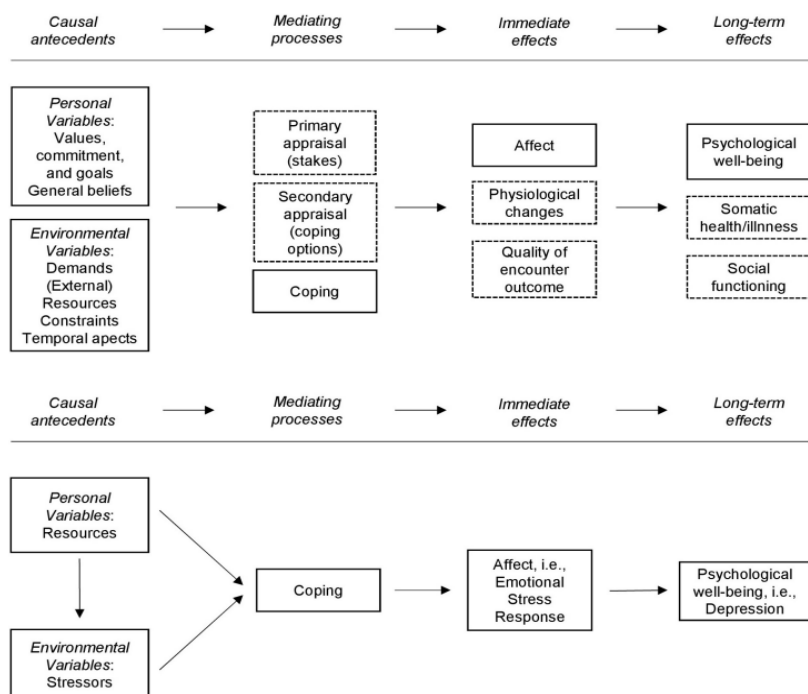 Causal
antecedents
Mediating
processes
Immediate
effects
Long-term
effects
Personal
Variables:
Values,
commitment,
and goals
General beliefs
Environmental
Variables:
Demands
(External)
Resources
Constraints
Temporal apects
Primary
appraisal
(stakes)
Secondary
appraisal
(coping
options)
Coping
Affect
Physiological
changes
Quality of
encounter
outcome
Psychological
well-being
Somatic
health/illnness
Social
functioning
Causal
antecedents
Mediating
processes
Immediate
effects
Long-term
effects
Personal
Variables:
Resources
Environmental
Variables:
Stressors
Coping
Affect, i.e.,
Emotional
Stress
Response
Psychological
well-being, i.e.,
Depression